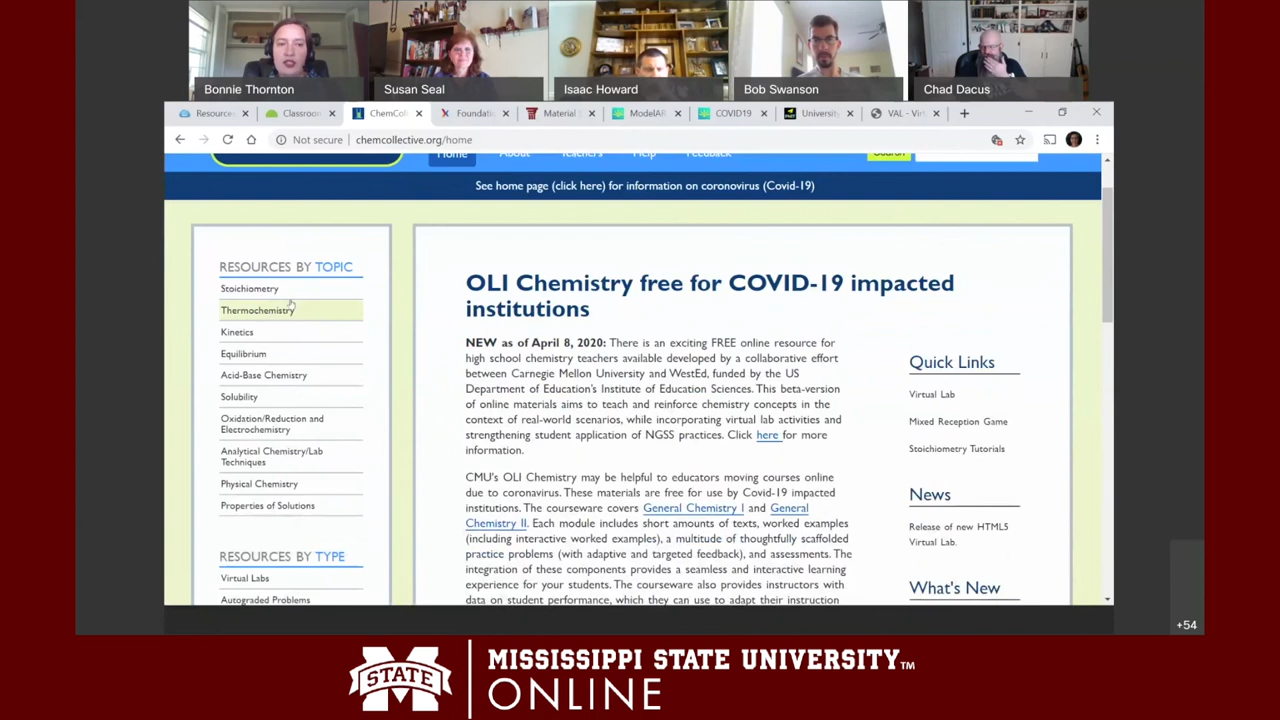 Bonnie Thornton
Susan Seal
Isaac Howard
Bob Swanson
Chad Dacus
Resource
Classroom
ChemCol
Foundati
Material
ModelAR
COVID19
University
VAL - Virt
Not secure
chemcollective.org/home
Home
About
Teachers
Help
Feedback
Search
See home page (click here) for information on coronovirus (Covid-19)
RESOURCES BY TOPIC
Stoichiometry
Thermochemistry
Kinetics
Equilibrium
Acid-Base Chemistry
Solubility
Oxidation/Reduction and
Electrochemistry
Analytical Chemistry/Lab
Techniques
Physical Chemistry
Properties of Solutions
RESOURCES BY TYPE
Virtual Labs
Autograded Problems
OLI Chemistry free for COVID-19 impacted
institutions
NEW as of April 8, 2020: There is an exciting FREE online resource for
high school chemistry teachers available developed by a collaborative effort
between Carnegie Mellon University and WestEd, funded by the US
Department of Education's Institute of Education Sciences. This beta-version
of online materials aims to teach and reinforce chemistry concepts in the
context of real-world scenarios, while incorporating virtual lab activities and
strengthening student application of NGSS practices. Click here for more
information.
CMU's OLI Chemistry may be helpful to educators moving courses online
due to coronavirus. These materials are free for use by Covid-19 impacted
institutions. The courseware covers General Chemistry I and General
Chemistry II. Each module includes short amounts of texts, worked examples
(including interactive worked examples), a multitude of thoughtfully scaffolded
practice problems (with adaptive and targeted feedback), and assessments. The
integration of these components provides a seamless and interactive learning
experience for your students. The courseware also provides instructors with
data on student performance, which they can use to adapt their instruction
Quick Links
Virtual Lab
Mixed Reception Game
Stoichiometry Tutorials
News
Release of new HTML5
Virtual Lab.
What's New
+54
M
STATE
MISSISSIPPI STATE UNIVERSITY™
ONLINE